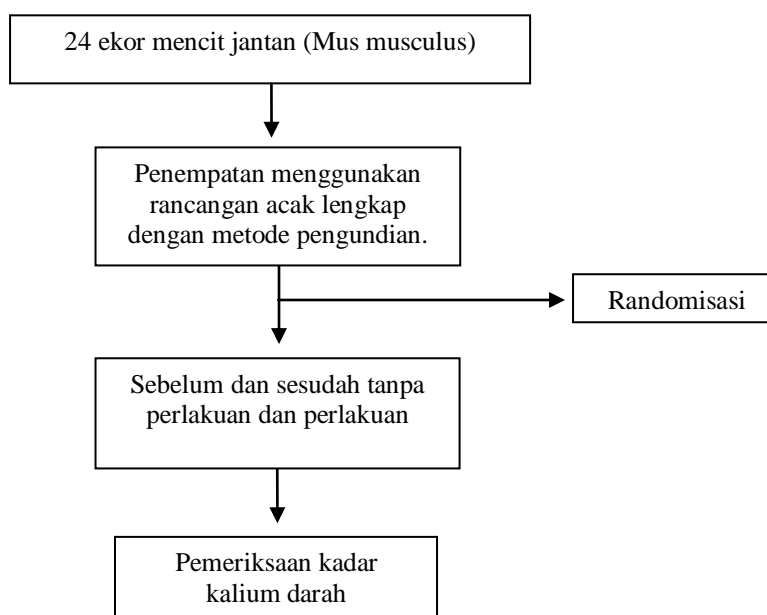 24 ekor mencit jantan (Mus musculus)
Penempatan menggunakan
rancangan acak lengkap
dengan metode pengundian.
Randomisasi
Sebelum dan sesudah tanpa
perlakuan dan perlakuan
Pemeriksaan kadar
kalium darah